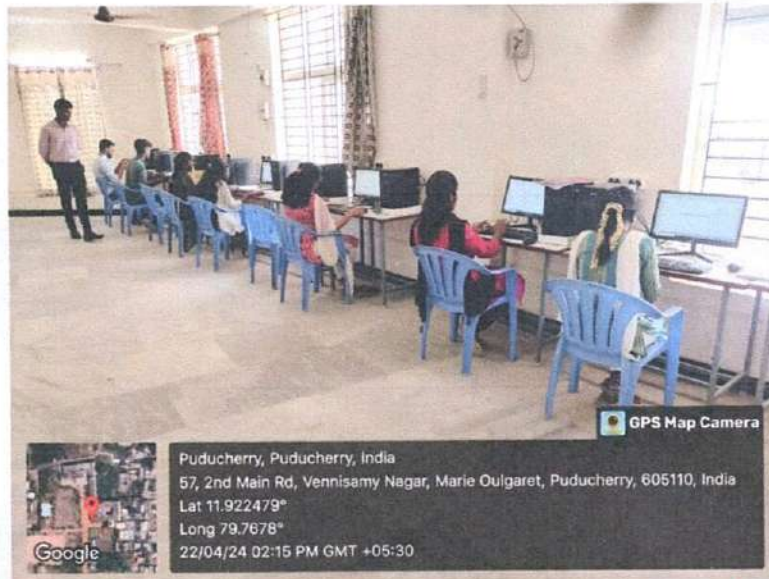 GPS Map Camera
Puducherry, Puducherry, India
57, 2nd Main Rd, Vennisamy Nagar, Marie Oulgaret, Puducherry, 605110, India
Lat 11.922479°
Long 79.7678°
22/04/24 02:15 PM GMT +05:30
Google